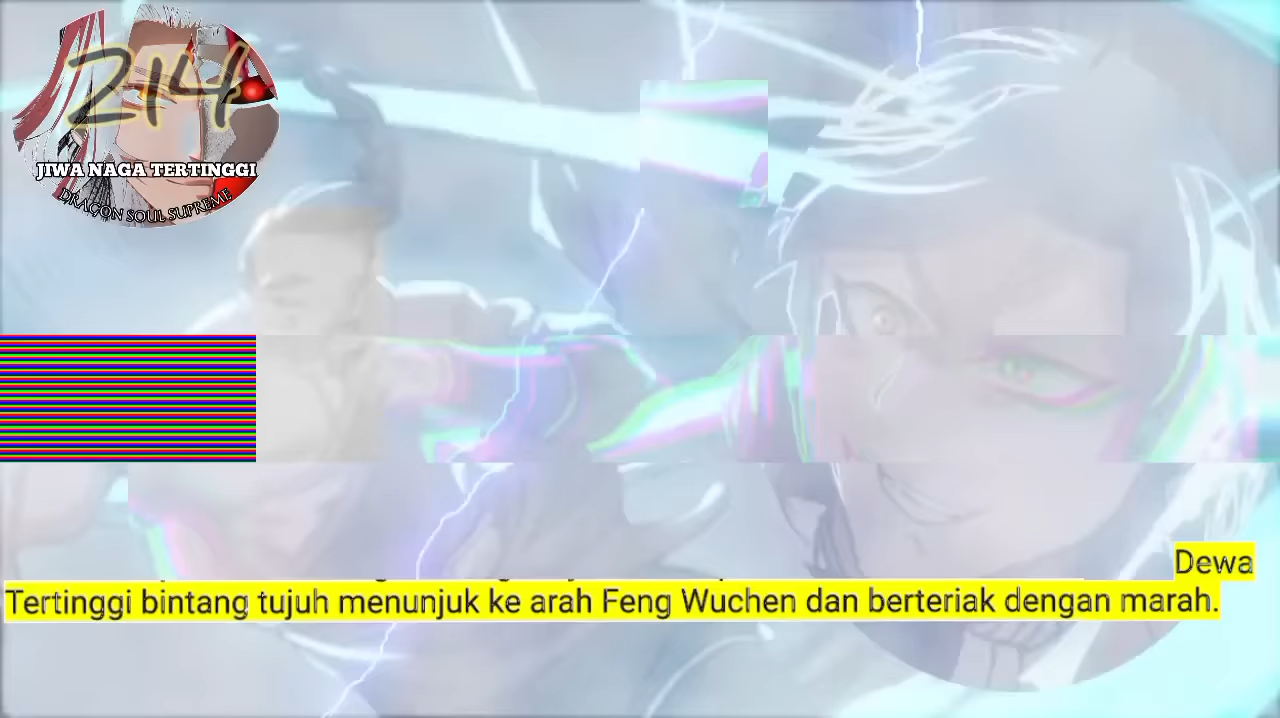 214
JIWA NAGA TERTINGGI
DRAGON SOUL SUPREME
Dewa
Tertinggi bintang tujuh menunjuk ke arah Feng Wuchen dan berteriak dengan marah.